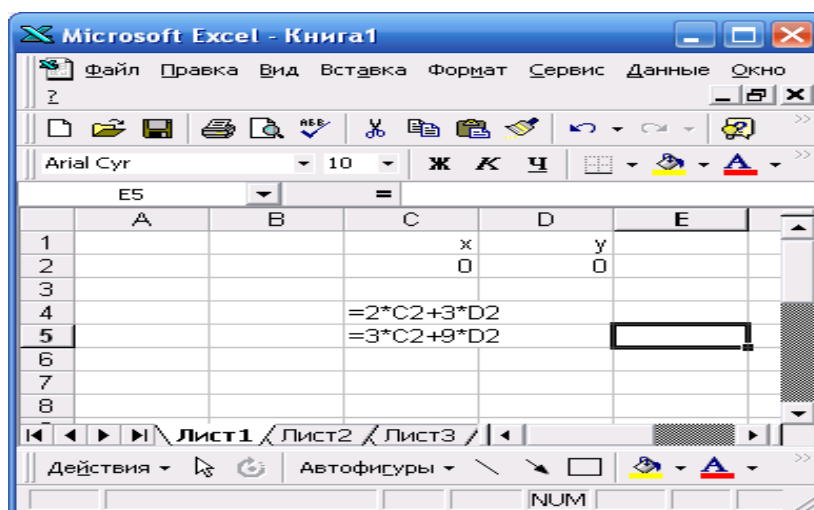 Microsoft Excel - Книга1
Файл Правка Вид Вставка Формат Сервис Данные Окно
?
Arial Cyr 10 Ж К Ч
E5 =
A B C D E
1 x y
2 0 0
3
4 =2*C2+3*D2
5 =3*C2+9*D2
6
7
8
Лист1 Лист2 Лист3
Действия Автофигуры
NUM